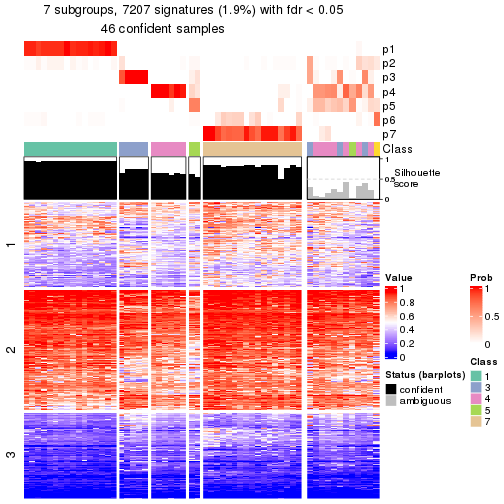 7 subgroups, 7207 signatures (1.9%) with fdr < 0.05
46 confident samples
p1
p2
p3
p4
p5
p6
p7
Class
1
0.5
0
Silhouette
score
1
2
3
Value
1
0.8
0.6
0.4
0.2
0
Prob
1
0.5
0
Status (barplots)
confident
ambiguous
Class
1
3
4
5
7